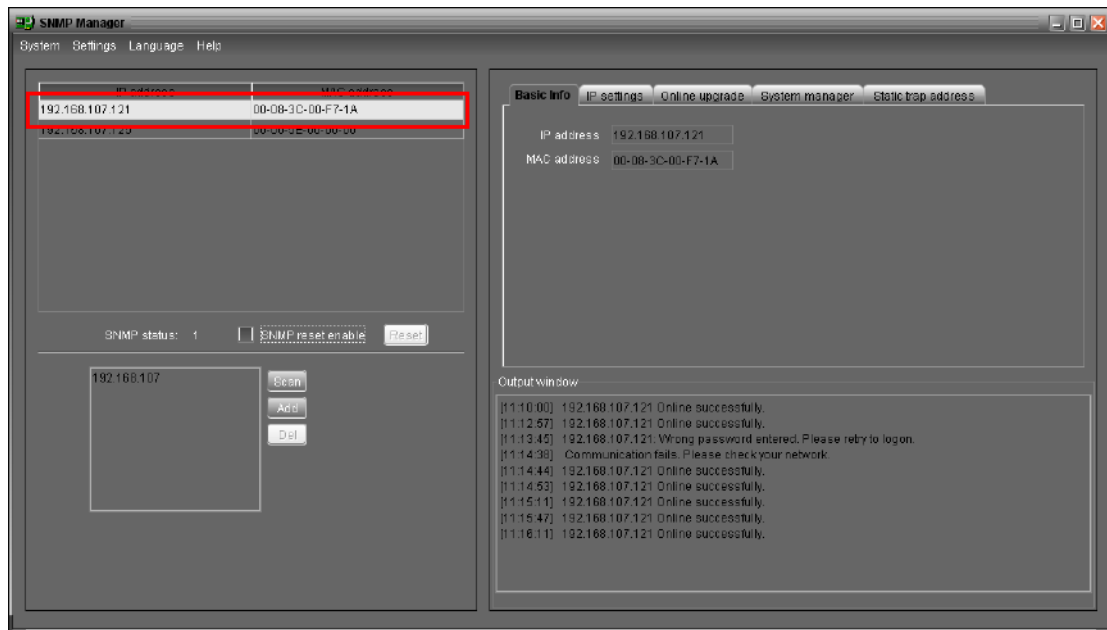 SNMP Manager
System Settings Language Help
IP address MAC address
192.168.107.121 00-08-3C-00-F7-1A
SNMP status: 1 SNMP reset enable Reset
192.168.107
Scan
Add
Del
Basic Info IP settings Online upgrade System manager Static trap address
IP address 192.168.107.121
MAC address 00-08-3C-00-F7-1A
Output window
[11:10:00] 192.168.107.121 Online successfully.
[11:12:57] 192.168.107.121 Online successfully.
[11:13:45] 192.168.107.121: Wrong password entered. Please retry to logon.
[11:14:38] Communication fails. Please check your network.
[11:14:44] 192.168.107.121 Online successfully.
[11:14:53] 192.168.107.121 Online successfully.
[11:15:11] 192.168.107.121 Online successfully.
[11:15:47] 192.168.107.121 Online successfully.
[11:16:11] 192.168.107.121 Online successfully.